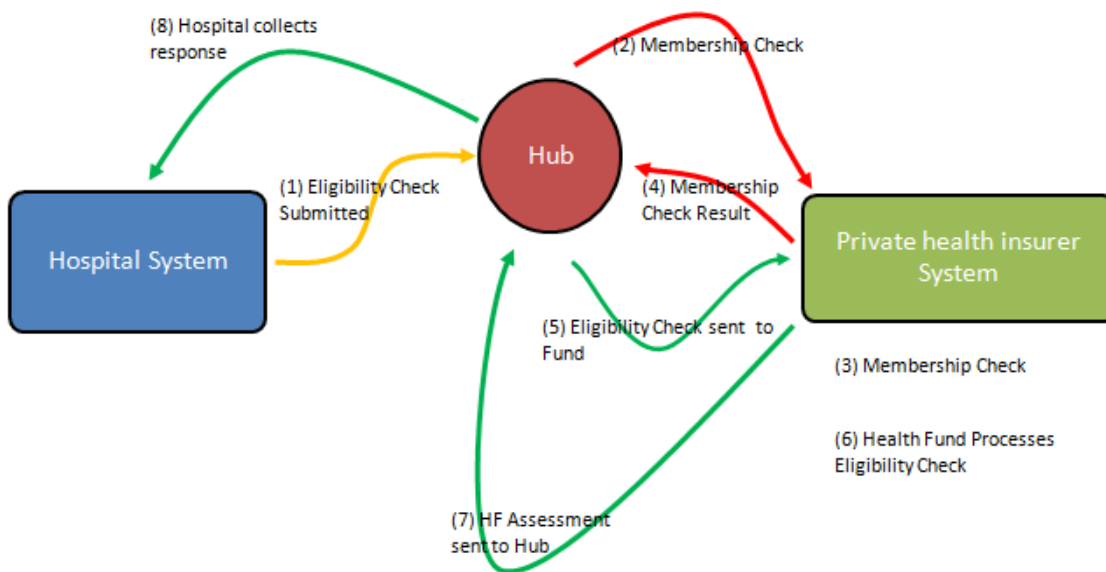 (8) Hospital collects
response
(2) Membership Check
Hub
(1) Eligibility Check
Submitted
(4) Membership
Check Result
Hospital System
Private health insurer
System
(5) Eligibility Check sent to
Fund
(3) Membership Check
(6) Health Fund Processes
Eligibility Check
(7) HF Assessment
sent to Hub